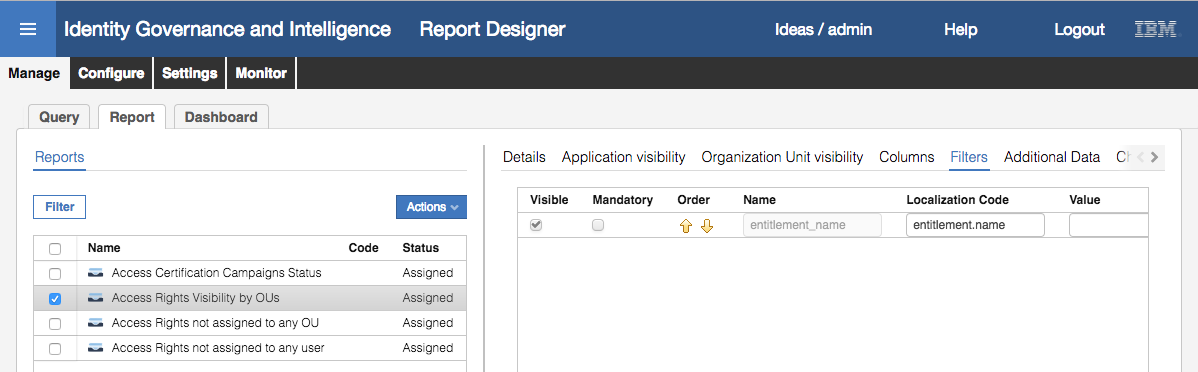 Identity Governance and Intelligence Report Designer Ideas / admin Help Logout IBM
Manage Configure Settings Monitor
Query Report Dashboard
Reports
Filter Actions
Name Code Status
Access Certification Campaigns Status Assigned
Access Rights Visibility by OUs Assigned
Access Rights not assigned to any OU Assigned
Access Rights not assigned to any user Assigned
Details Application visibility Organization Unit visibility Columns Filters Additional Data
Visible Mandatory Order Name Localization Code Value
entitlement_name entitlement.name